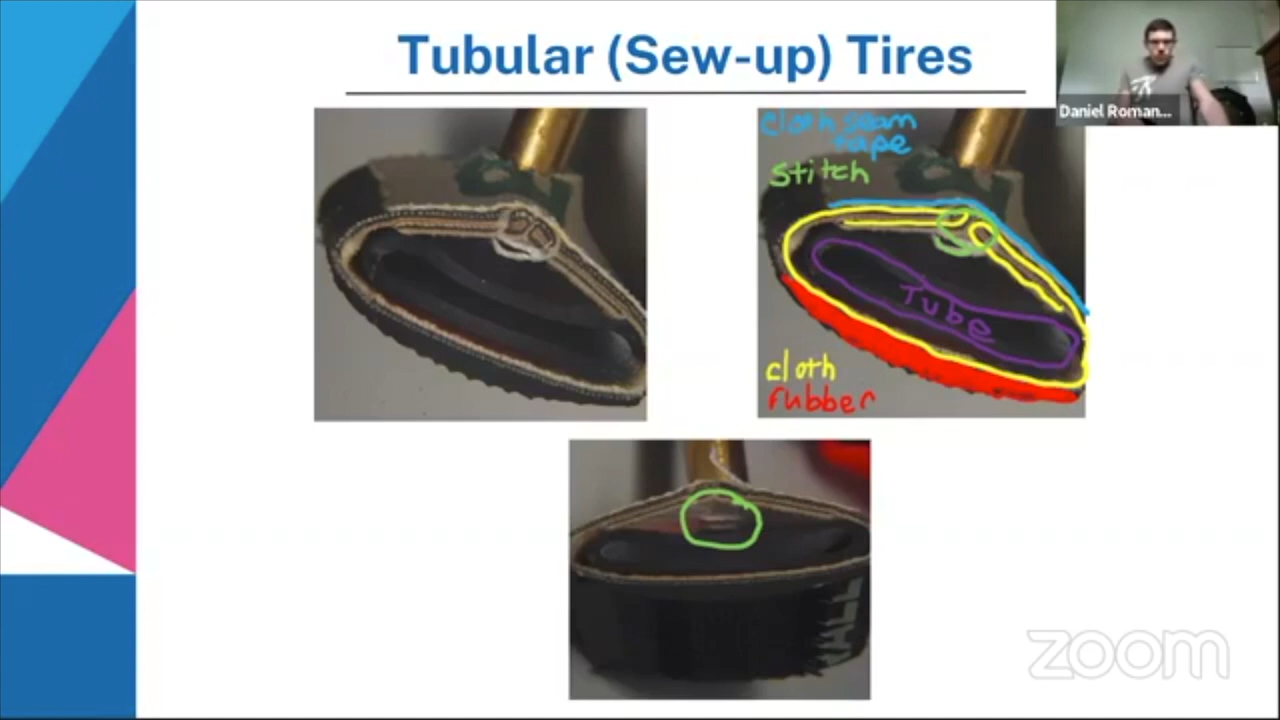 Tubular (Sew-up) Tires
Daniel Roman...
cloth seam
tape
stitch
Tube
cloth
rubber
zoom